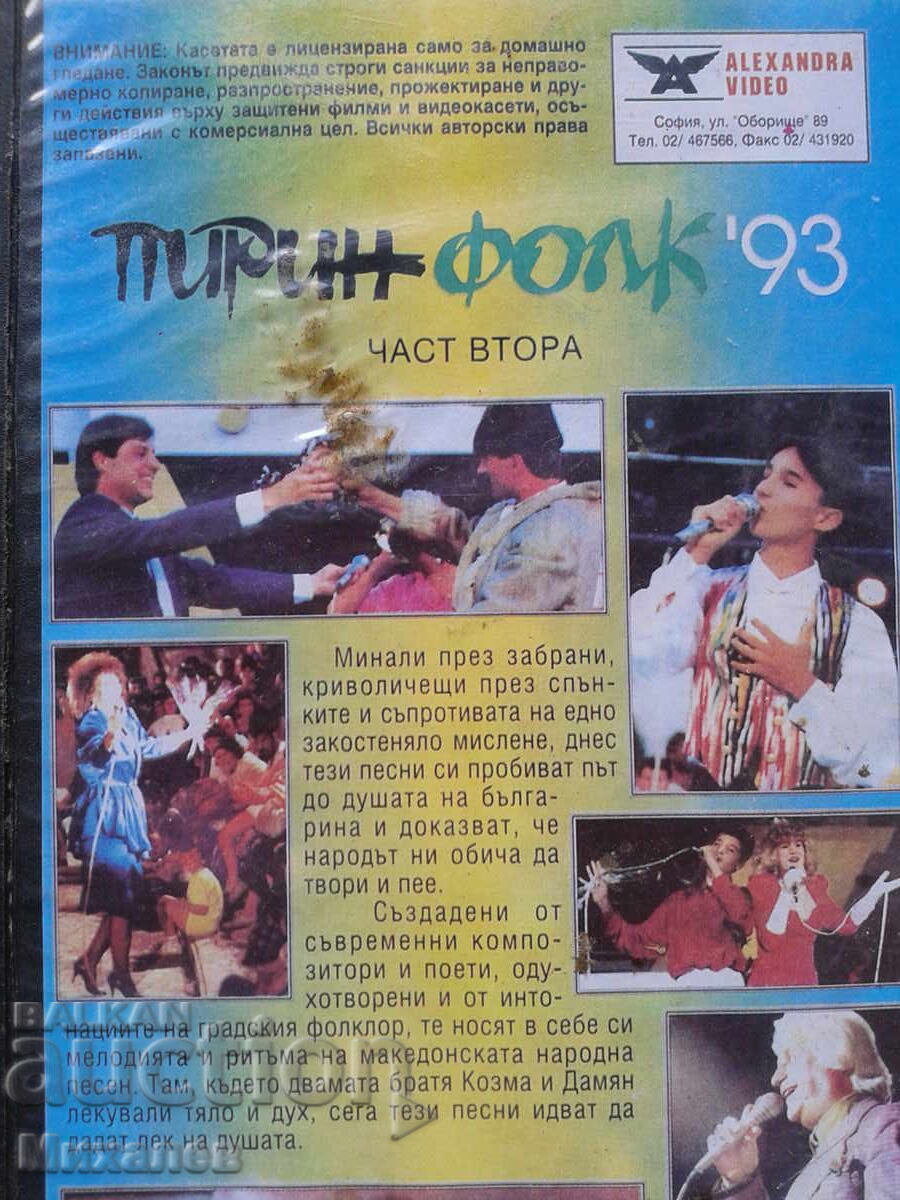 ВНИМАНИЕ: Касетата е лицензирана само за домашно
гледане. Законът предвижда строги санкции за неправо-
мерно копиране, разпространение, прожектиране и дру-
ги действия върху защитени филми и видеокасети, осъ-
ществявани с комерсиална цел. Всички авторски права
запазени.
ALEXANDRA
VIDEO
София, ул. "Оборище" 89
Тел. 02/ 467566, Факс 02/ 431920
ПИРИН ФОЛК '93
ЧАСТ ВТОРА
Минали през забрани,
криволичещи през спън-
ките и съпротивата на едно
закостеняло мислене, днес
тези песни си пробиват път
до душата на бълга-
рина и доказват, че
народът ни обича да
твори и пее.
Създадени от
съвременни компо-
зитори и поети, оду-
хотворени и от инто-
нациите на градския фолклор, те носят в себе си
мелодията и ритъма на македонската народна
песен. Там, където двамата братя Козма и Дамян
лекували тяло и дух, сега тези песни идват да
дадат лек на душата.
BALKAN
auction
Михалев